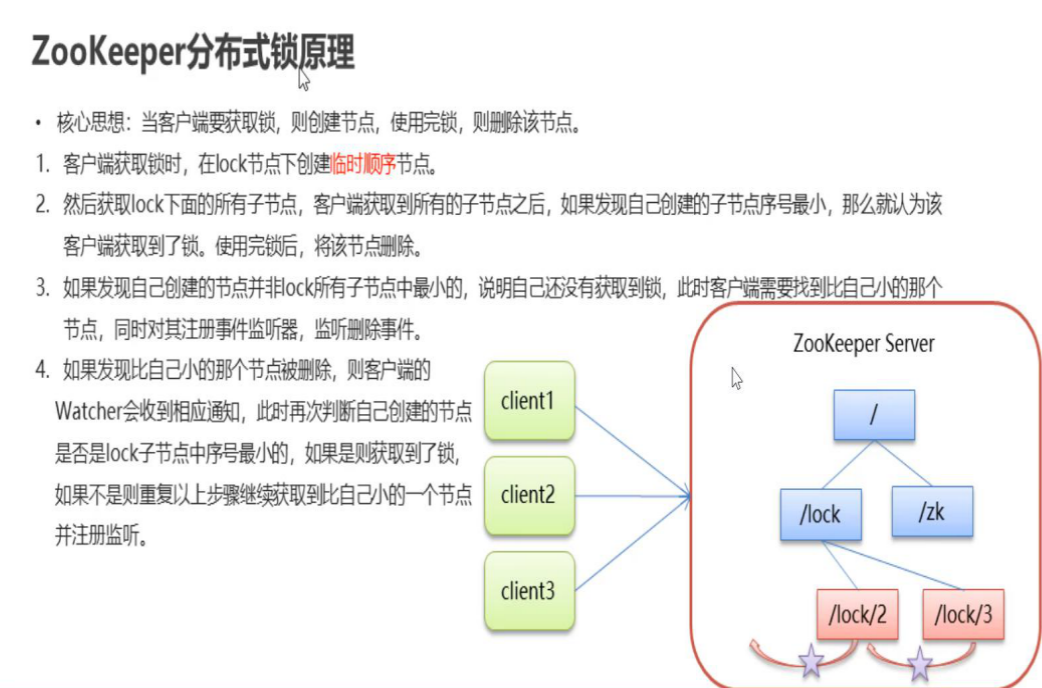 ZooKeeper分布式锁原理
• 核心思想：当客户端要获取锁，则创建节点，使用完锁，则删除该节点。
1. 客户端获取锁时，在lock节点下创建临时顺序节点。
2. 然后获取lock下面的所有子节点，客户端获取到所有的子节点之后，如果发现自己创建的子节点序号最小，那么就认为该
客户端获取到了锁。使用完锁后，将该节点删除。
3. 如果发现自己创建的节点并非lock所有子节点中最小的，说明自己还没有获取到锁，此时客户端需要找到比自己小的那个
节点，同时对其注册事件监听器，监听删除事件。
4. 如果发现比自己小的那个节点被删除，则客户端的
Watcher会收到相应通知，此时再次判断自己创建的节点
是否是lock子节点中序号最小的，如果是则获取到了锁，
如果不是则重复以上步骤继续获取到比自己小的一个节点
并注册监听。
client1
client2
client3
ZooKeeper Server
/
/lock
/zk
/lock/2
/lock/3